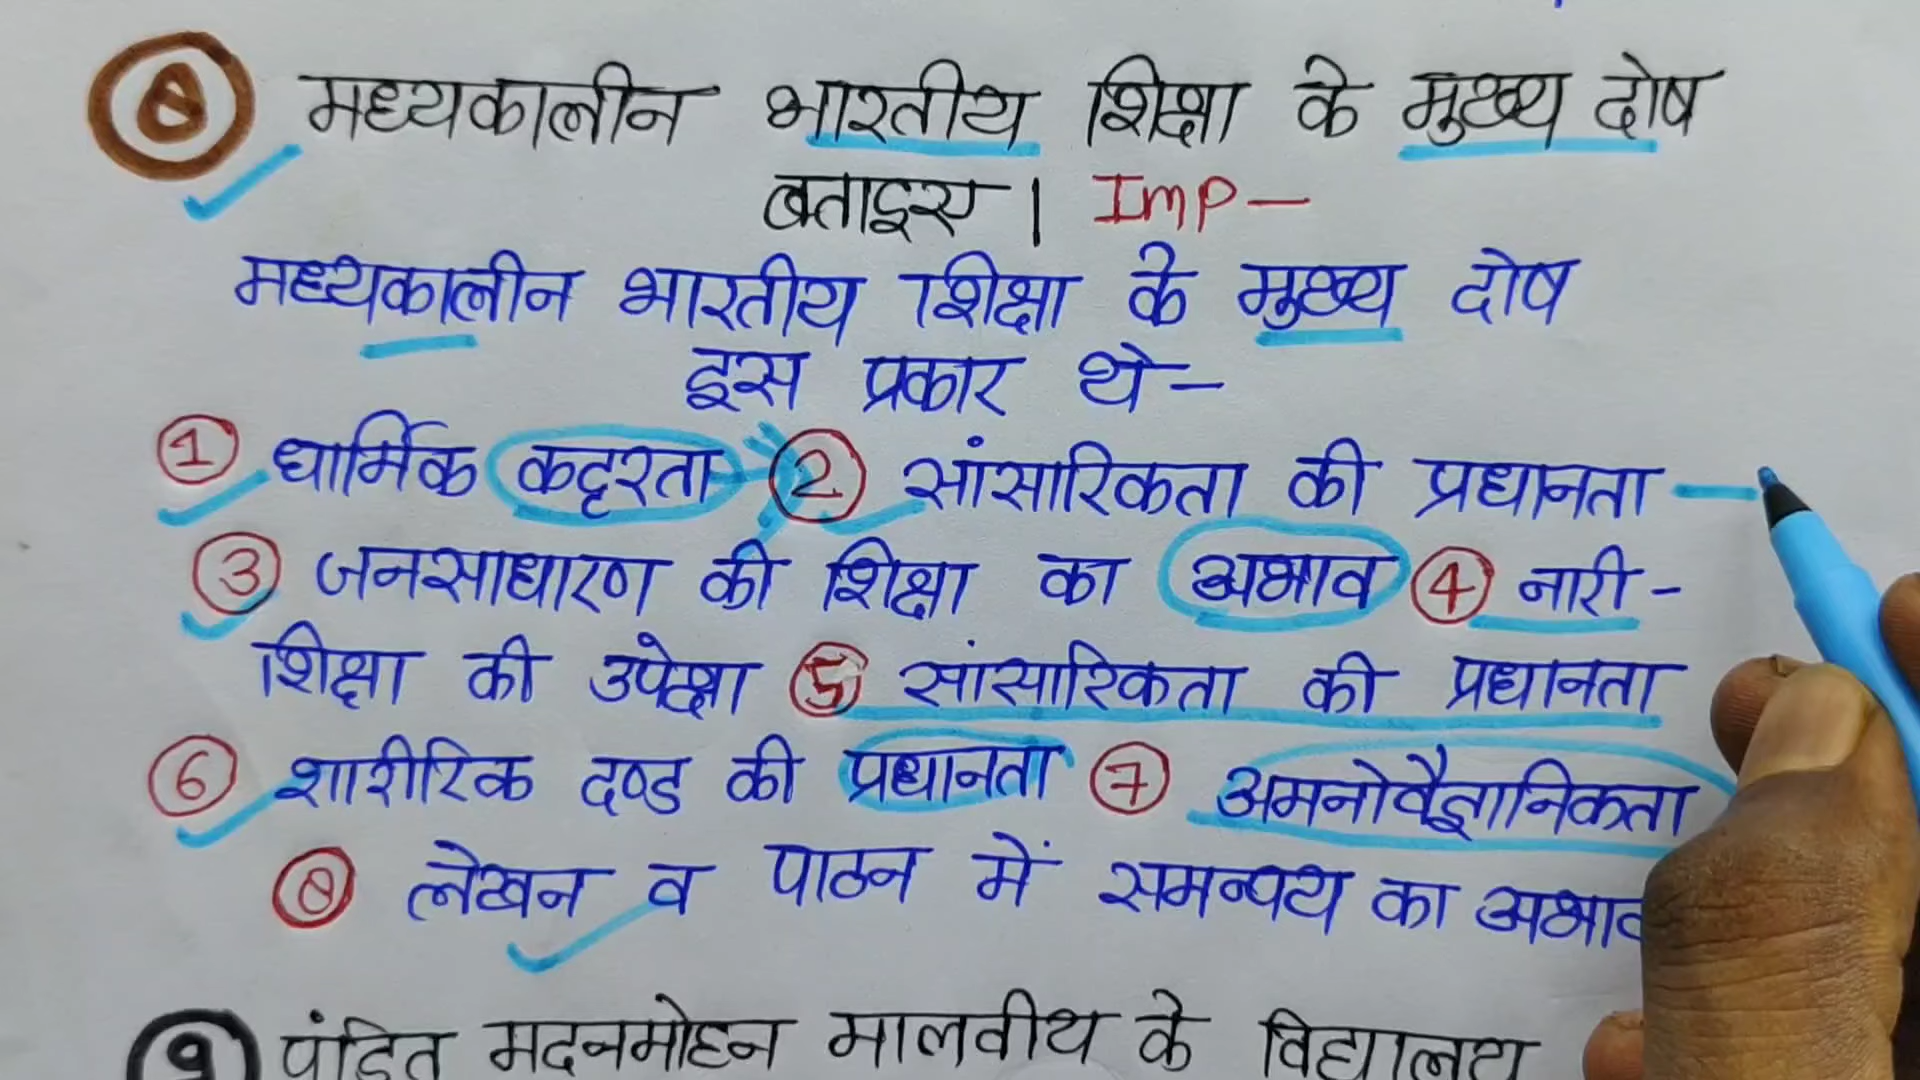 8 मध्यकालीन भारतीय शिक्षा के मुख्य दोष
बताइए। Imp-
मध्यकालीन भारतीय शिक्षा के मुख्य दोष
इस प्रकार थे-
1 धार्मिक कट्टरता 2 सांसारिकता की प्रधानता
3 जनसाधारण की शिक्षा का अभाव 4 नारी-
शिक्षा की उपेक्षा 5 सांसारिकता की प्रधानता
6 शारीरिक दण्ड की प्रधानता 7 अमनोवैज्ञानिकता
8 लेखन व पाठन में समन्वय का अभाव
9 पंडित मदनमोहन मालवीय के विद्यालय